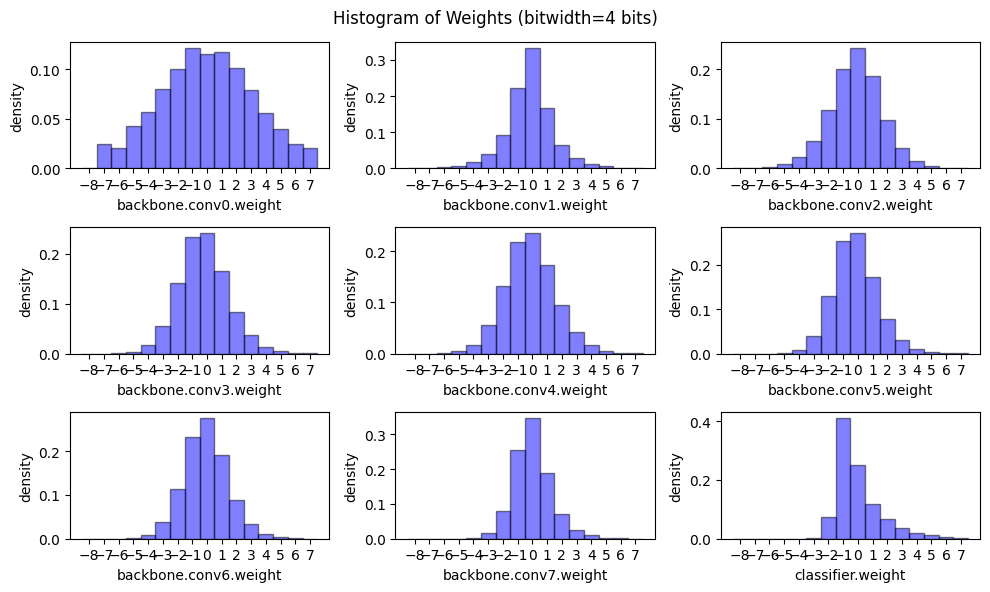 Histogram of Weights (bitwidth=4 bits)
density
0.10
0.05
0.00
−8 −7 −6 −5 −4 −3 −2 −1 0 1 2 3 4 5 6 7
backbone.conv0.weight
density
0.3
0.2
0.1
0.0
−8 −7 −6 −5 −4 −3 −2 −1 0 1 2 3 4 5 6 7
backbone.conv1.weight
density
0.2
0.1
0.0
−8 −7 −6 −5 −4 −3 −2 −1 0 1 2 3 4 5 6 7
backbone.conv2.weight
density
0.2
0.1
0.0
−8 −7 −6 −5 −4 −3 −2 −1 0 1 2 3 4 5 6 7
backbone.conv3.weight
density
0.2
0.1
0.0
−8 −7 −6 −5 −4 −3 −2 −1 0 1 2 3 4 5 6 7
backbone.conv4.weight
density
0.2
0.1
0.0
−8 −7 −6 −5 −4 −3 −2 −1 0 1 2 3 4 5 6 7
backbone.conv5.weight
density
0.2
0.1
0.0
−8 −7 −6 −5 −4 −3 −2 −1 0 1 2 3 4 5 6 7
backbone.conv6.weight
density
0.3
0.2
0.1
0.0
−8 −7 −6 −5 −4 −3 −2 −1 0 1 2 3 4 5 6 7
backbone.conv7.weight
density
0.4
0.2
0.0
−8 −7 −6 −5 −4 −3 −2 −1 0 1 2 3 4 5 6 7
classifier.weight